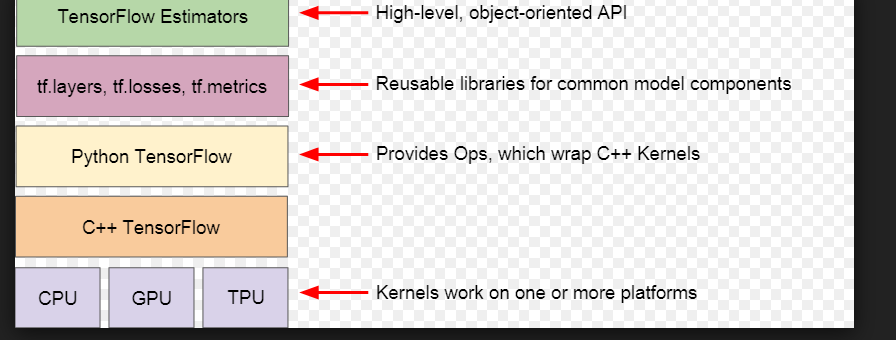 TensorFlow Estimators
High-level, object-oriented API
tf.layers, tf.losses, tf.metrics
Reusable libraries for common model components
Python TensorFlow
Provides Ops, which wrap C++ Kernels
C++ TensorFlow
CPU
GPU
TPU
Kernels work on one or more platforms